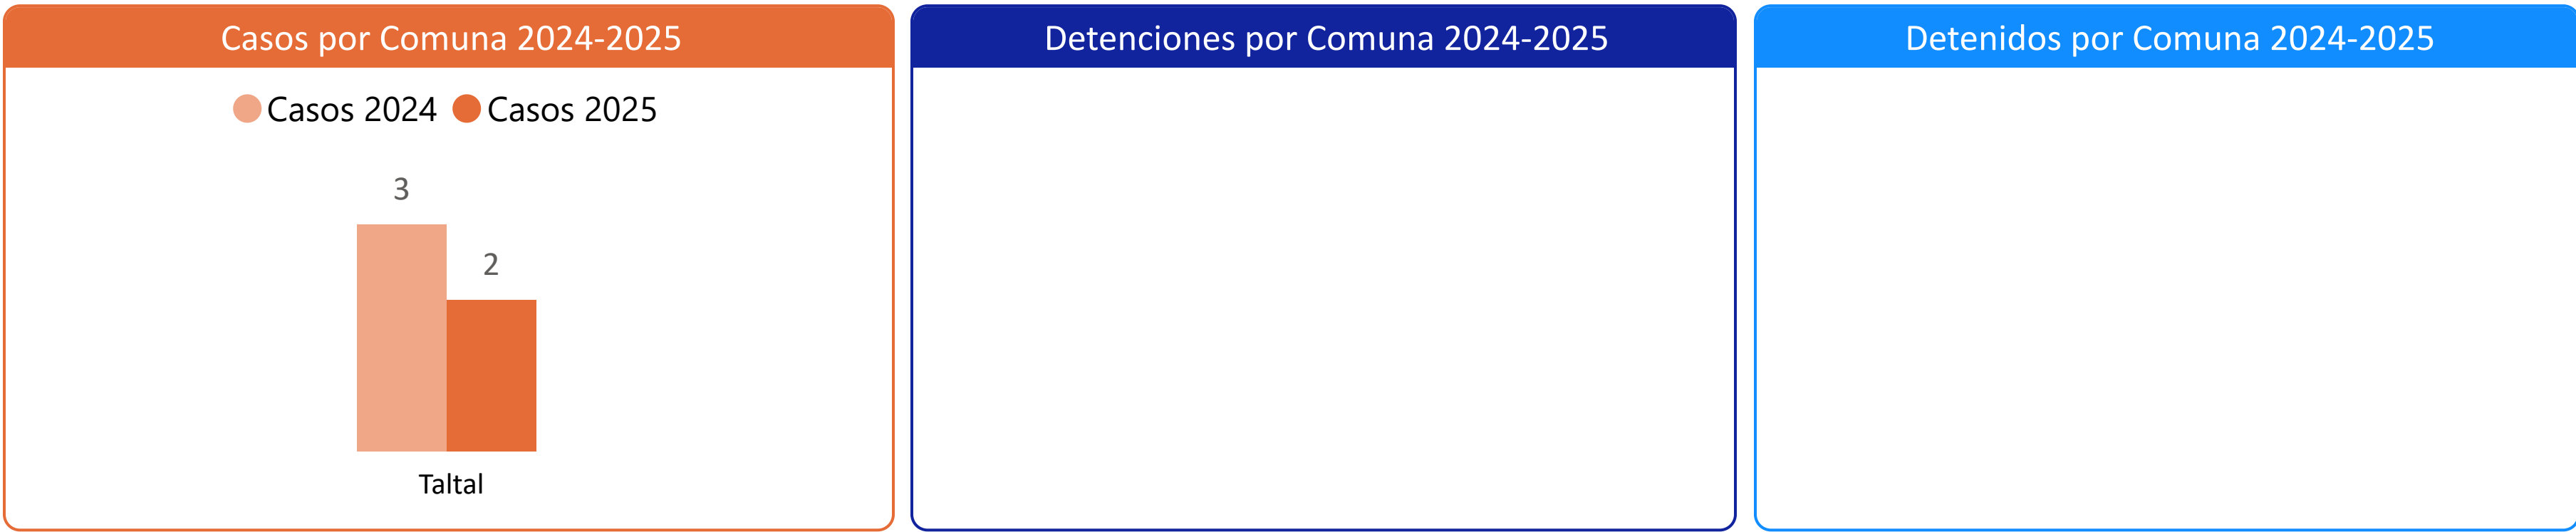 Casos por Comuna 2024-2025
Casos 2024 Casos 2025
3
2
Taltal
Detenciones por Comuna 2024-2025
Detenidos por Comuna 2024-2025